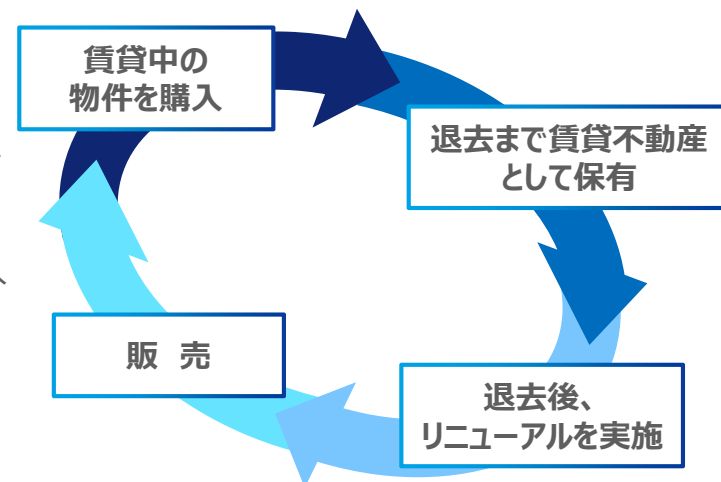 賃貸中の
物件を購入
退去まで賃貸不動産
として保有
退去後、
リニューアルを実施
販 売